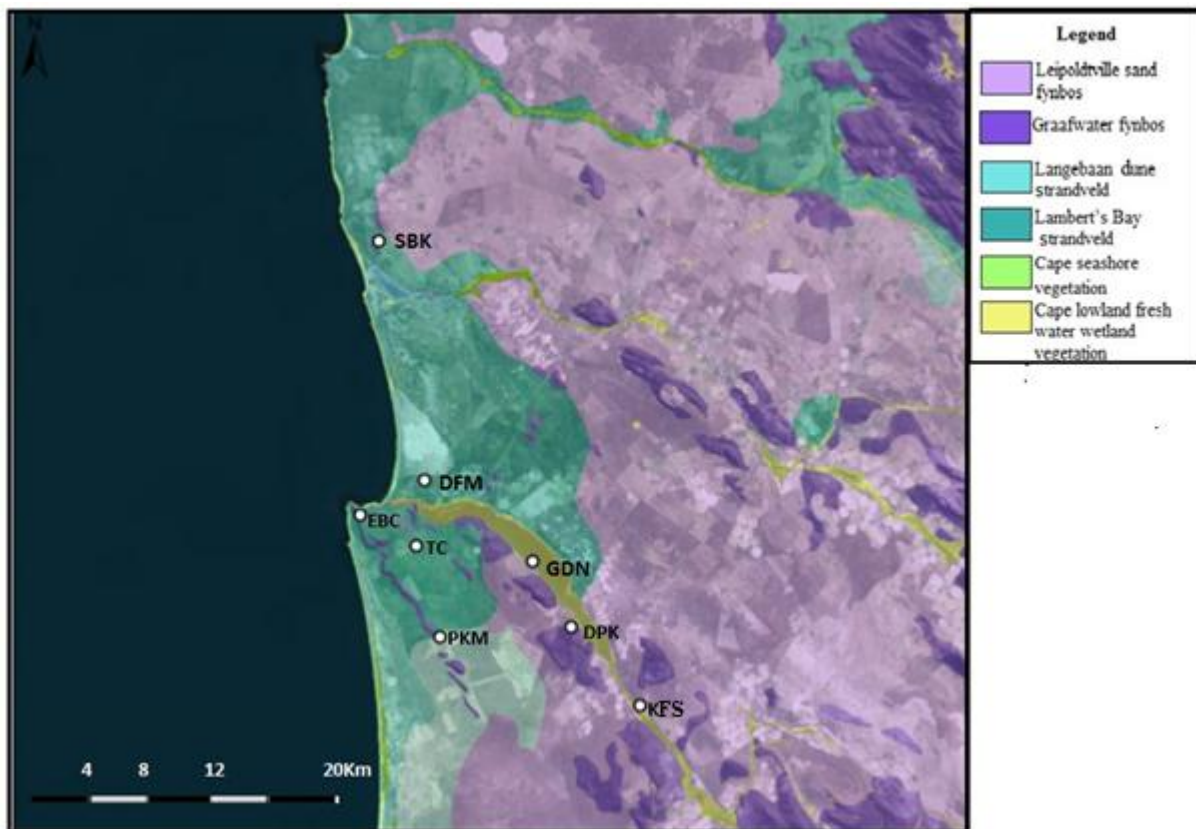 N
SBK
DFM
EBC
TC
GDN
DPK
PKM
KFS
4 8 12 20Km
Legend
Leipoldtville sand
fynbos
Graafwater fynbos
Langebaan dune
strandveld
Lambert's Bay
strandveld
Cape seashore
vegetation
Cape lowland fresh
water wetland
vegetation